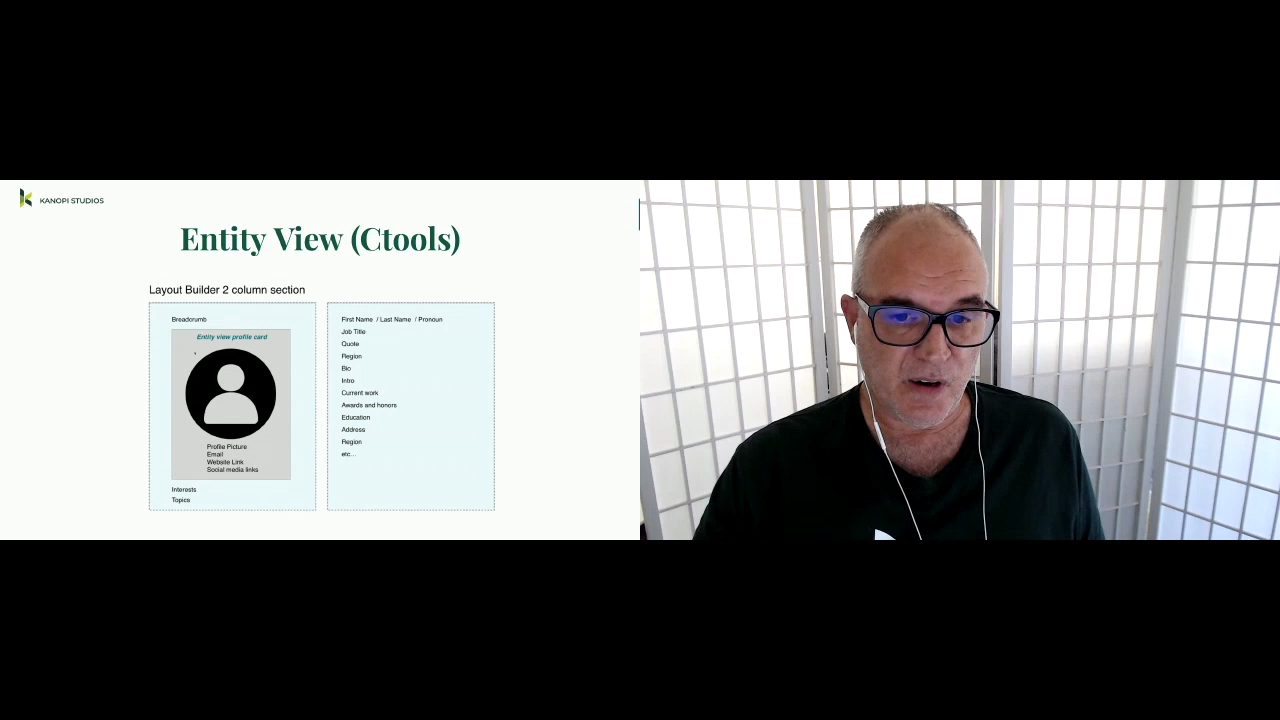 KANOPI STUDIOS
Entity View (Ctools)
Layout Builder 2 column section
Breadcrumb
Entity view profile card
Profile Picture
Email
Website Link
Social media links
Interests
Topics
First Name / Last Name / Pronoun
Job Title
Quote
Region
Bio
Intro
Current work
Awards and honors
Education
Address
Region
etc...